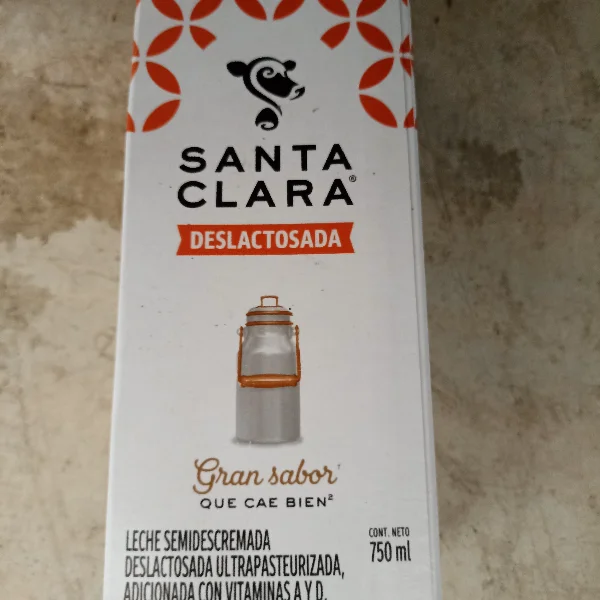 SANTA
CLARA®
DESLACTOSADA
Gran sabor¹
QUE CAE BIEN²
LECHE SEMIDESCREMADA
DESLACTOSADA ULTRAPASTEURIZADA,
ADICIONADA CON VITAMINAS A Y D.
CONT. NETO
750 ml